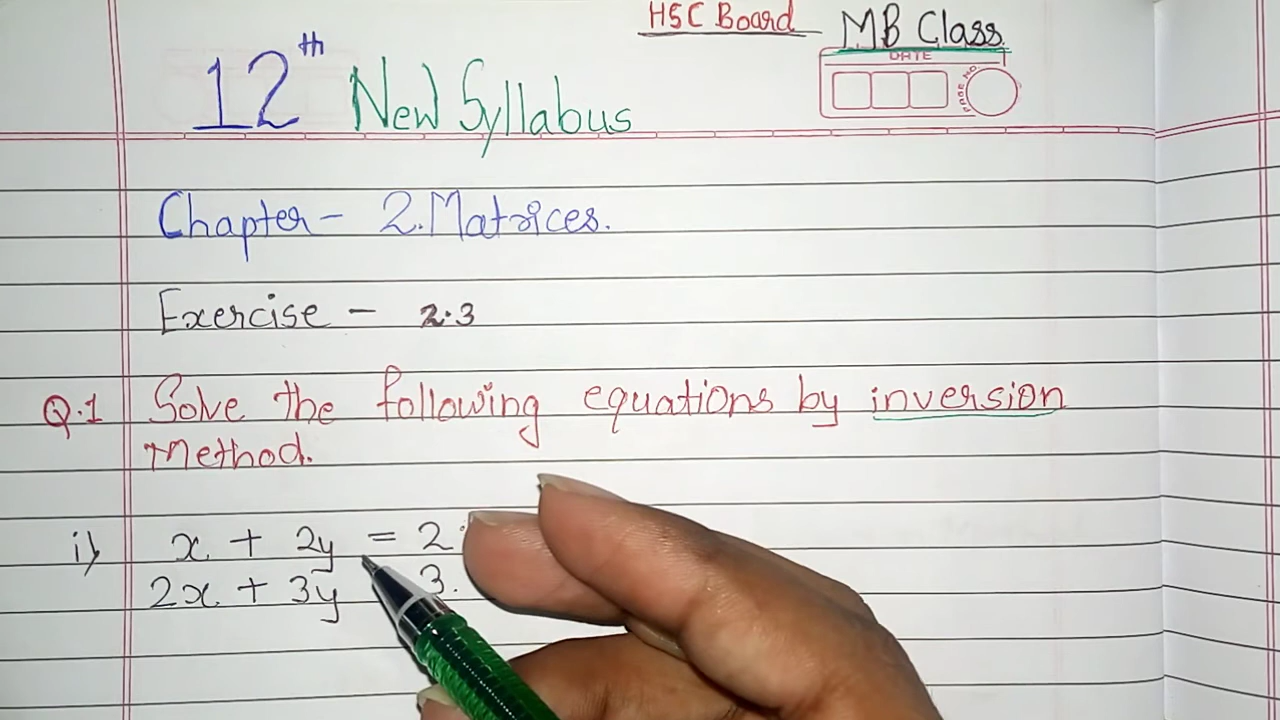 HSC Board MB Class
DATE
PAGE NO.
12th New Syllabus
Chapter - 2. Matrices.
Exercise - 2.3
Q.1 Solve the following equations by inversion
Method.
i) x + 2y = 2
2x + 3y 3.